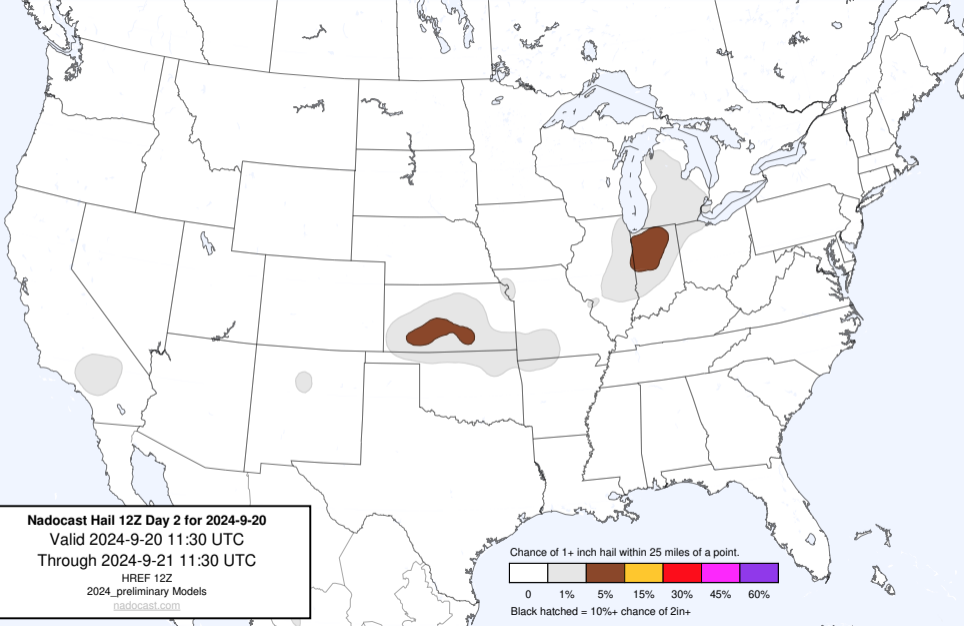 Nadocast Hail 12Z Day 2 for 2024-9-20
Valid 2024-9-20 11:30 UTC
Through 2024-9-21 11:30 UTC
HREF 12Z
2024_preliminary Models
nadocast.com
Chance of 1+ inch hail within 25 miles of a point.
0 1% 5% 15% 30% 45% 60%
Black hatched = 10%+ chance of 2in+